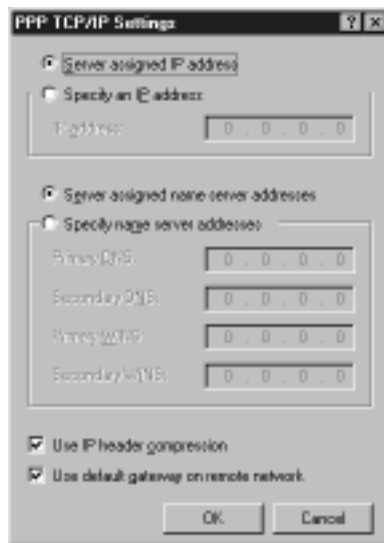 PPP TCP/IP Settings
Server assigned IP address
Specify an IP address
IP address: 0 . 0 . 0 . 0
Server assigned name server addresses
Specify name server addresses
Primary DNS: 0 . 0 . 0 . 0
Secondary DNS: 0 . 0 . 0 . 0
Primary WINS: 0 . 0 . 0 . 0
Secondary WINS: 0 . 0 . 0 . 0
Use IP header compression
Use default gateway on remote network
OK Cancel